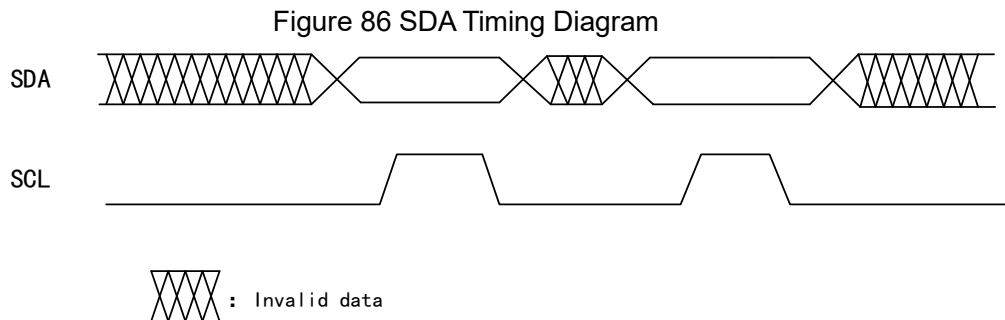 Figure 86 SDA Timing Diagram
SDA
SCL
: Invalid data